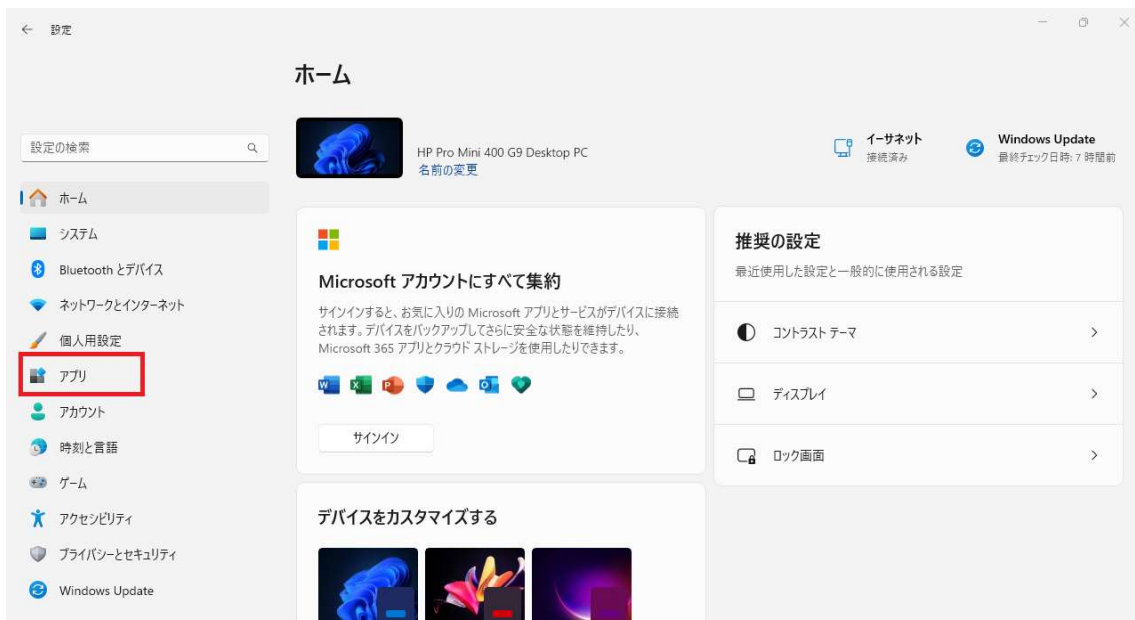 設定
ホーム
設定の検索
HP Pro Mini 400 G9 Desktop PC
名前の変更
イーサネット
接続済み
Windows Update
最終チェック日時: 7 時間前
ホーム
システム
Bluetooth とデバイス
ネットワークとインターネット
個人用設定
アプリ
アカウント
時刻と言語
ゲーム
アクセシビリティ
プライバシーとセキュリティ
Windows Update
Microsoft アカウントにすべて集約
サインインすると、お気に入りの Microsoft アプリとサービスがデバイスに接続
されます。デバイスをバックアップしてさらに安全な状態を維持したり、
Microsoft 365 アプリとクラウド ストレージを使用したりできます。
サインイン
デバイスをカスタマイズする
推奨の設定
最近使用した設定と一般的に使用される設定
コントラスト テーマ
ディスプレイ
ロック画面